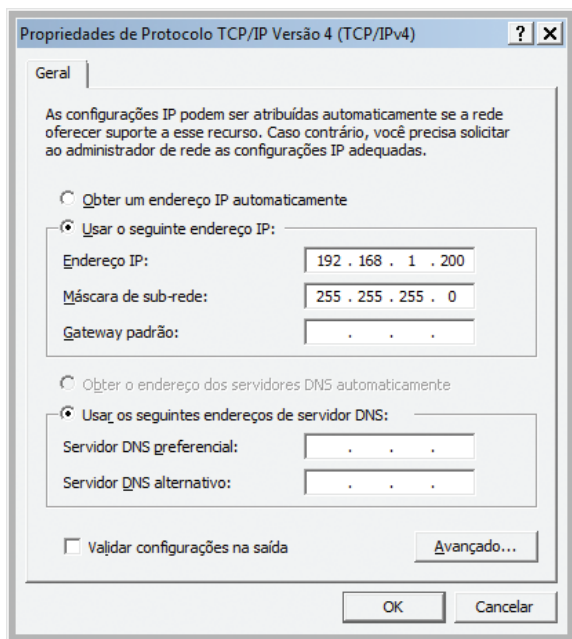 Propriedades de Protocolo TCP/IP Versão 4 (TCP/IPv4)
Geral
As configurações IP podem ser atribuídas automaticamente se a rede
oferecer suporte a esse recurso. Caso contrário, você precisa solicitar
ao administrador de rede as configurações IP adequadas.
Obter um endereço IP automaticamente
Usar o seguinte endereço IP:
Endereço IP: 192 . 168 . 1 . 200
Máscara de sub-rede: 255 . 255 . 255 . 0
Gateway padrão: . . .
Obter o endereço dos servidores DNS automaticamente
Usar os seguintes endereços de servidor DNS:
Servidor DNS preferencial: . . .
Servidor DNS alternativo: . . .
Validar configurações na saída
Avançado...
OK Cancelar